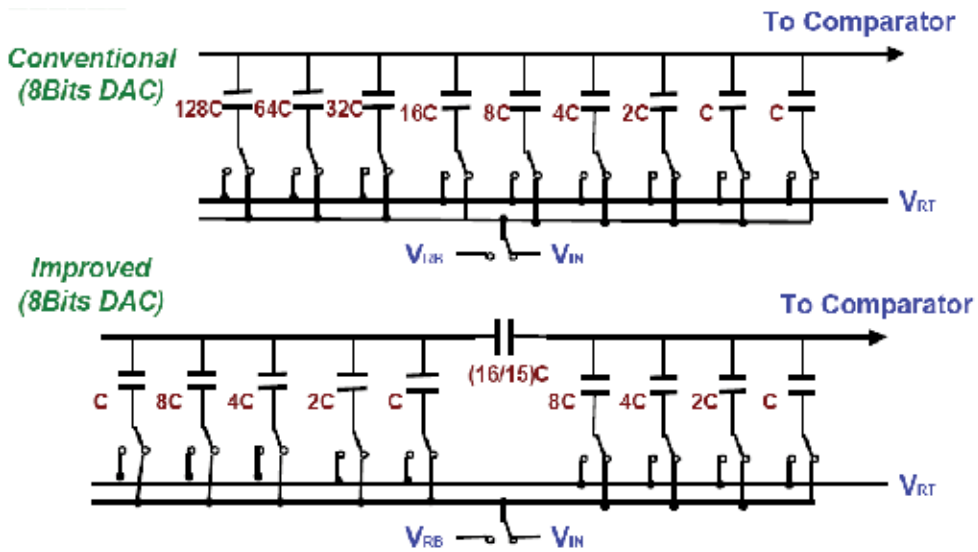 To Comparator
Conventional
(8Bits DAC)
128C 64C 32C 16C 8C 4C 2C C C
VRT
VRB VIN
Improved
(8Bits DAC)
To Comparator
(16/15)C
C 8C 4C 2C C 8C 4C 2C C
VRT
VRB VIN